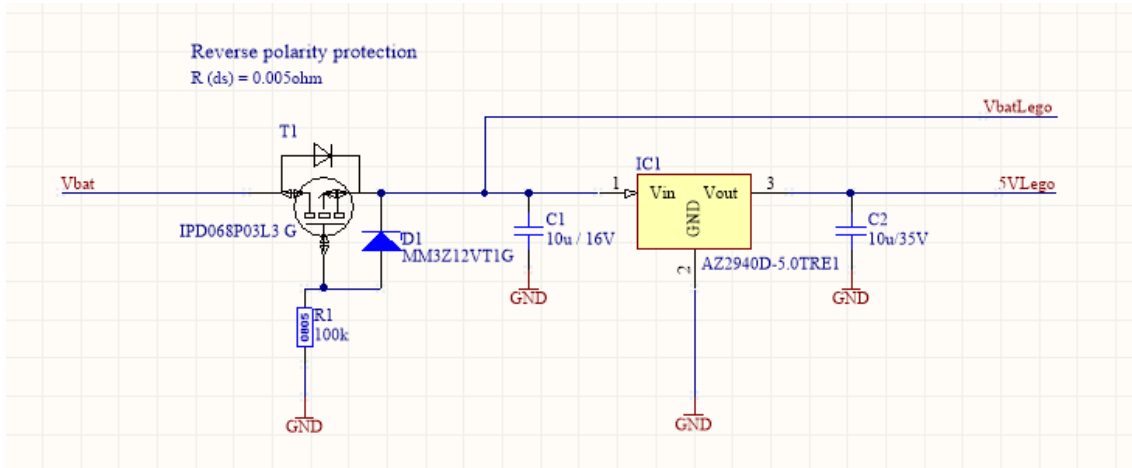 Reverse polarity protection
R (ds) = 0.005ohm
VbatLego
T1
IC1
Vbat
1
Vin
Vout
3
5VLego
GND
IPD068P03L3 G
D1
MM3Z12VT1G
C1
10u / 16V
C2
10u/35V
2
AZ2940D-5.0TRE1
GND
GND
R1
0805
100k
GND
GND